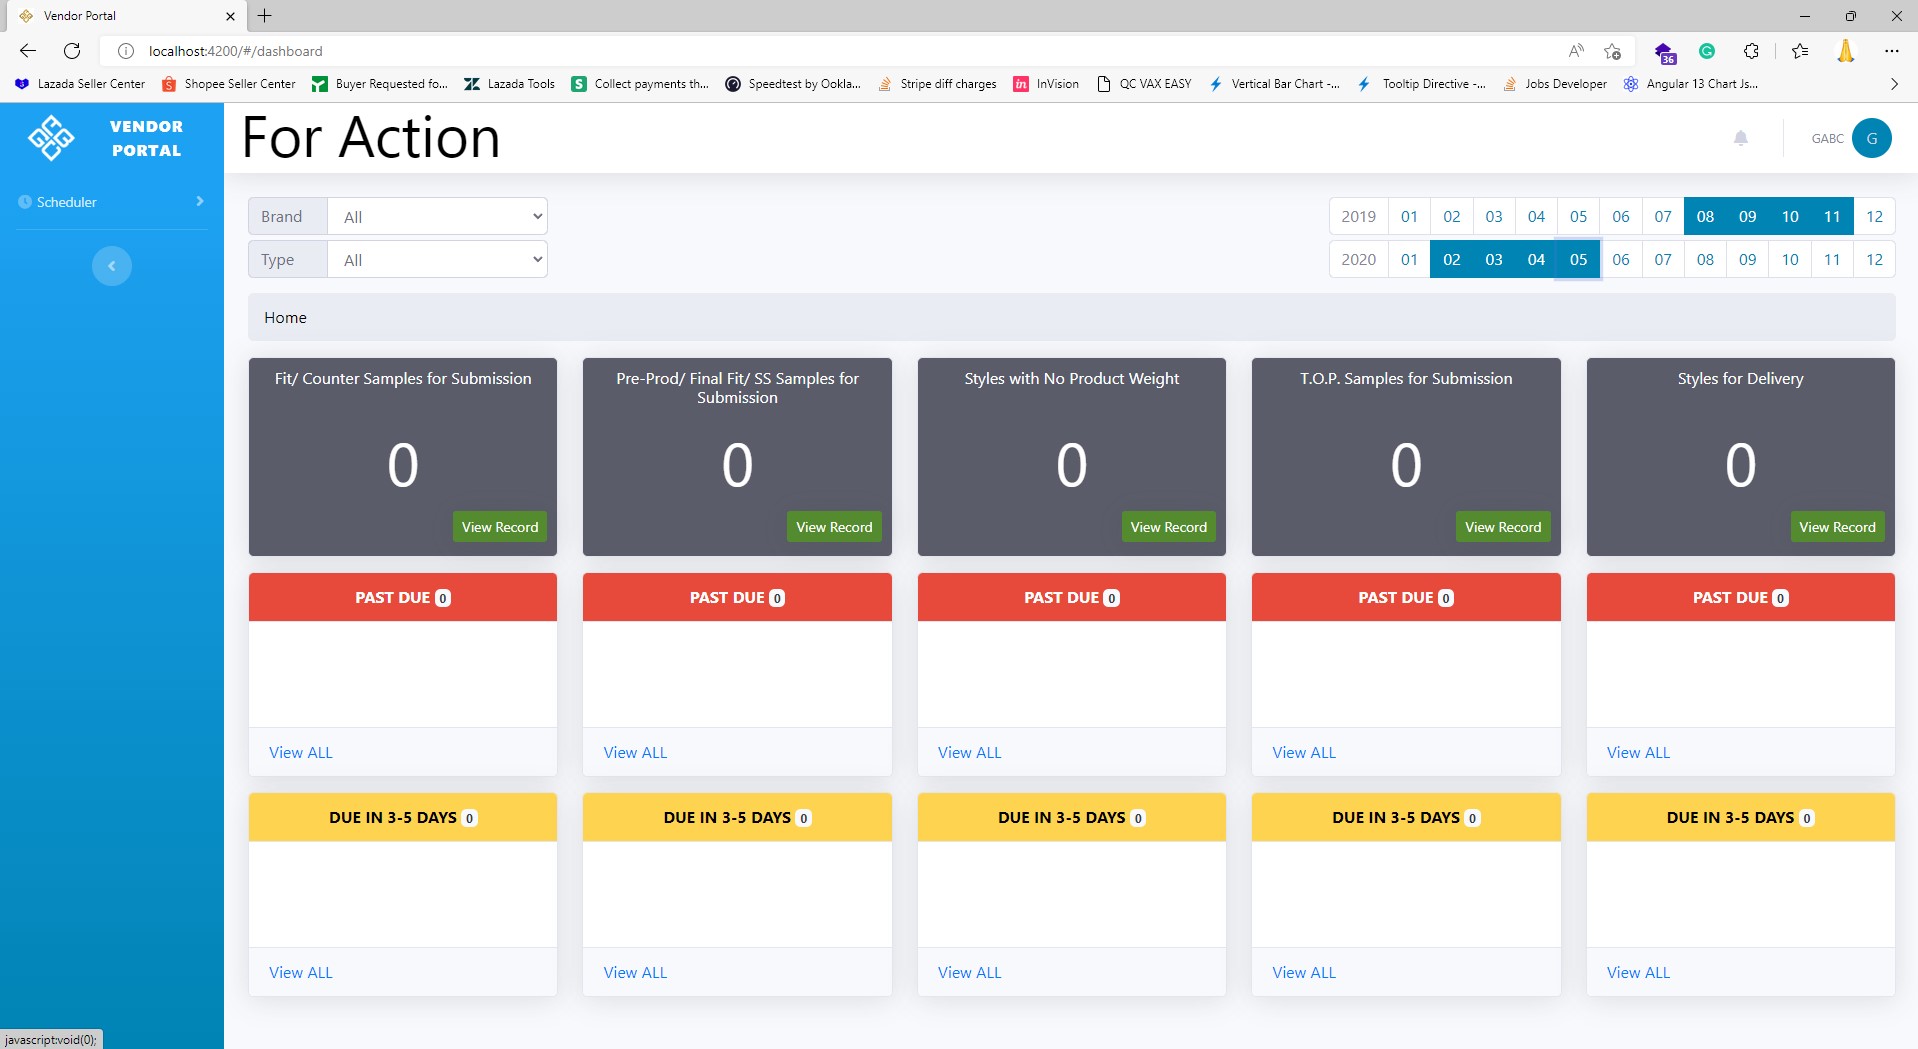 Vendor Portal
localhost:4200/#/dashboard
36
Lazada Seller Center Shopee Seller Center Buyer Requested fo... Lazada Tools Collect payments th... Speedtest by Ookla... Stripe diff charges InVision QC VAX EASY Vertical Bar Chart -... Tooltip Directive -... Jobs Developer Angular 13 Chart Js...
VENDOR
PORTAL
For Action
GABC G
Scheduler
Brand All
2019 01 02 03 04 05 06 07 08 09 10 11 12
Type All
2020 01 02 03 04 05 06 07 08 09 10 11 12
Home
Fit/ Counter Samples for Submission
0
View Record
Pre-Prod/ Final Fit/ SS Samples for
Submission
0
View Record
Styles with No Product Weight
0
View Record
T.O.P. Samples for Submission
0
View Record
Styles for Delivery
0
View Record
PAST DUE 0 PAST DUE 0 PAST DUE 0 PAST DUE 0 PAST DUE 0
View ALL View ALL View ALL View ALL View ALL
DUE IN 3-5 DAYS 0 DUE IN 3-5 DAYS 0 DUE IN 3-5 DAYS 0 DUE IN 3-5 DAYS 0 DUE IN 3-5 DAYS 0
View ALL View ALL View ALL View ALL View ALL
javascript:void(0);